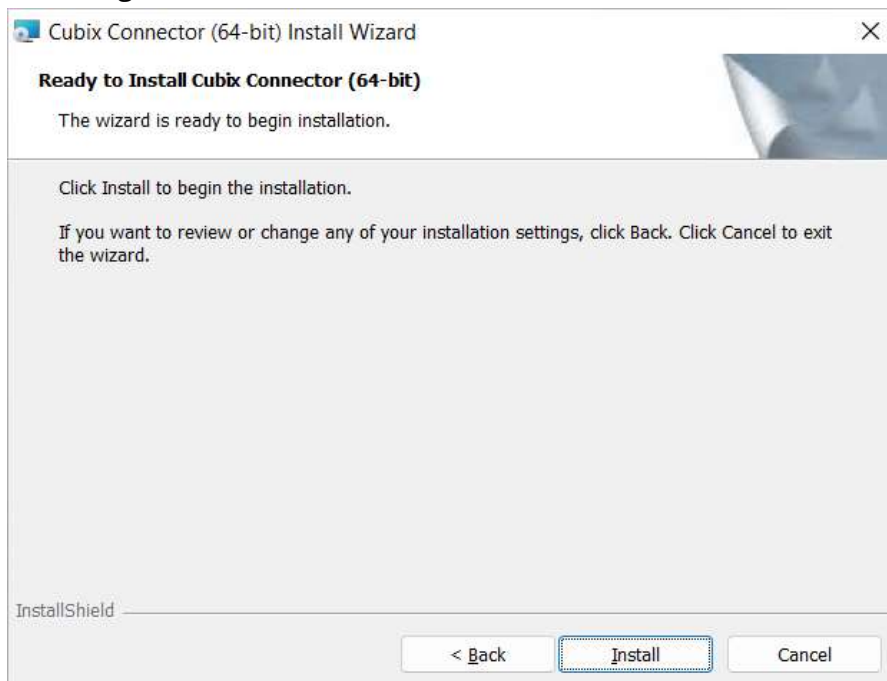 Cubix Connector (64-bit) Install Wizard
Ready to Install Cubix Connector (64-bit)
The wizard is ready to begin installation.
Click Install to begin the installation.
If you want to review or change any of your installation settings, click Back. Click Cancel to exit
the wizard.
InstallShield
< Back Install Cancel